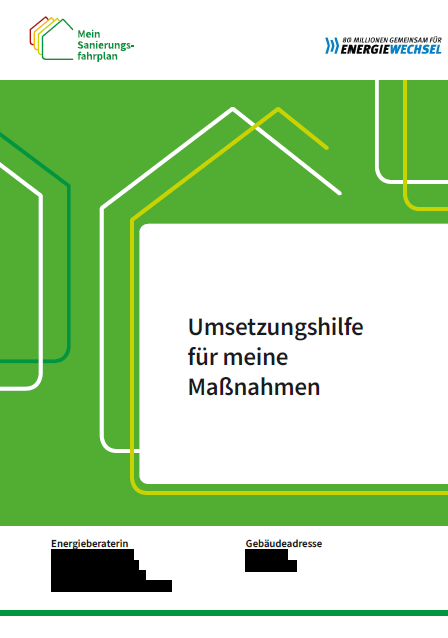 Mein
Sanierungs-
fahrplan
80 MILLIONEN GEMEINSAM FÜR
ENERGIEWECHSEL
Umsetzungshilfe
für meine
Maßnahmen
Energieberaterin
Gebäudeadresse